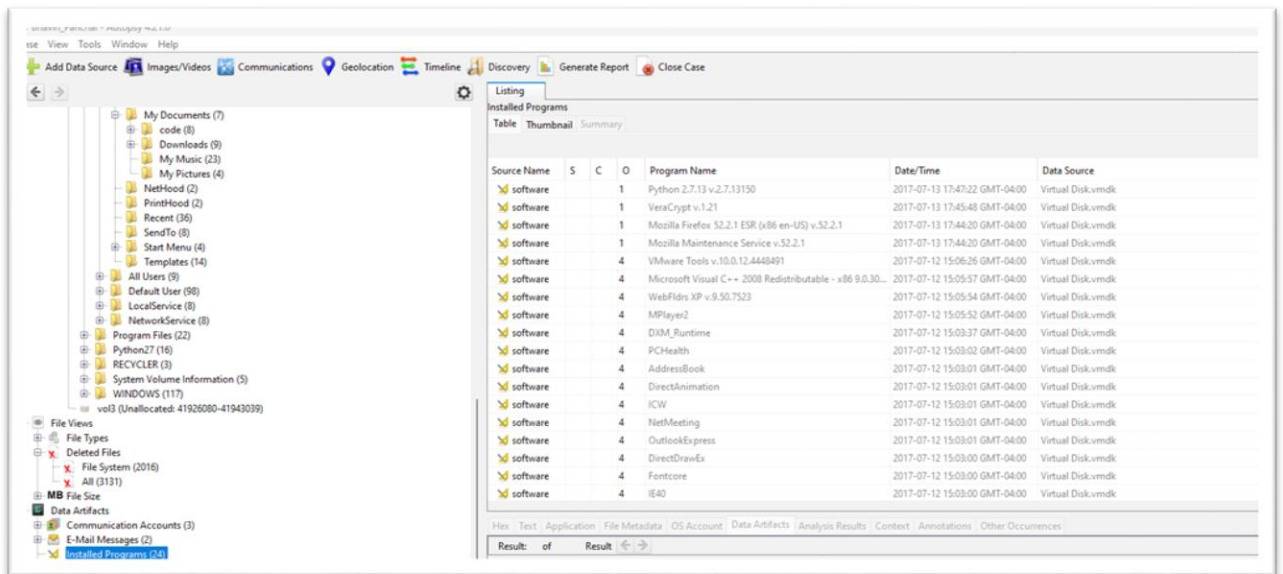 se View Tools Window Help
Add Data Source Images/Videos Communications Geolocation Timeline Discovery Generate Report Close Case
My Documents (7)
code (8)
Downloads (9)
My Music (23)
My Pictures (4)
NetHood (2)
PrintHood (2)
Recent (36)
SendTo (8)
Start Menu (4)
Templates (14)
All Users (9)
Default User (98)
LocalService (8)
NetworkService (8)
Program Files (22)
Python27 (16)
RECYCLER (3)
System Volume Information (5)
WINDOWS (117)
vol3 (Unallocated: 41926080-41943039)
File Views
File Types
Deleted Files
File System (2016)
All (3131)
MB File Size
Data Artifacts
Communication Accounts (3)
E-Mail Messages (2)
Installed Programs (24)
Listing
Installed Programs
Table Thumbnail Summary
Source Name S C O Program Name Date/Time Data Source
software 1 Python 2.7.13 v.2.7.13150 2017-07-13 17:47:22 GMT-04:00 Virtual Disk.vmdk
software 1 VeraCrypt v.1.21 2017-07-13 17:45:48 GMT-04:00 Virtual Disk.vmdk
software 1 Mozilla Firefox 52.2.1 ESR (x86 en-US) v.52.2.1 2017-07-13 17:44:20 GMT-04:00 Virtual Disk.vmdk
software 1 Mozilla Maintenance Service v.52.2.1 2017-07-13 17:44:20 GMT-04:00 Virtual Disk.vmdk
software 4 VMware Tools v.10.0.12.4448491 2017-07-12 15:06:26 GMT-04:00 Virtual Disk.vmdk
software 4 Microsoft Visual C++ 2008 Redistributable - x86 9.0.30... 2017-07-12 15:05:57 GMT-04:00 Virtual Disk.vmdk
software 4 WebFldrs XP v.9.50.7523 2017-07-12 15:05:54 GMT-04:00 Virtual Disk.vmdk
software 4 MPlayer2 2017-07-12 15:05:52 GMT-04:00 Virtual Disk.vmdk
software 4 DXM_Runtime 2017-07-12 15:03:37 GMT-04:00 Virtual Disk.vmdk
software 4 PCHealth 2017-07-12 15:03:02 GMT-04:00 Virtual Disk.vmdk
software 4 AddressBook 2017-07-12 15:03:01 GMT-04:00 Virtual Disk.vmdk
software 4 DirectAnimation 2017-07-12 15:03:01 GMT-04:00 Virtual Disk.vmdk
software 4 ICW 2017-07-12 15:03:01 GMT-04:00 Virtual Disk.vmdk
software 4 NetMeeting 2017-07-12 15:03:01 GMT-04:00 Virtual Disk.vmdk
software 4 OutlookExpress 2017-07-12 15:03:01 GMT-04:00 Virtual Disk.vmdk
software 4 DirectDrawEx 2017-07-12 15:03:00 GMT-04:00 Virtual Disk.vmdk
software 4 Fontcore 2017-07-12 15:03:00 GMT-04:00 Virtual Disk.vmdk
software 4 IE40 2017-07-12 15:03:00 GMT-04:00 Virtual Disk.vmdk
Hex Text Application File Metadata OS Account Data Artifacts Analysis Results Context Annotations Other Occurrences
Result: of Result